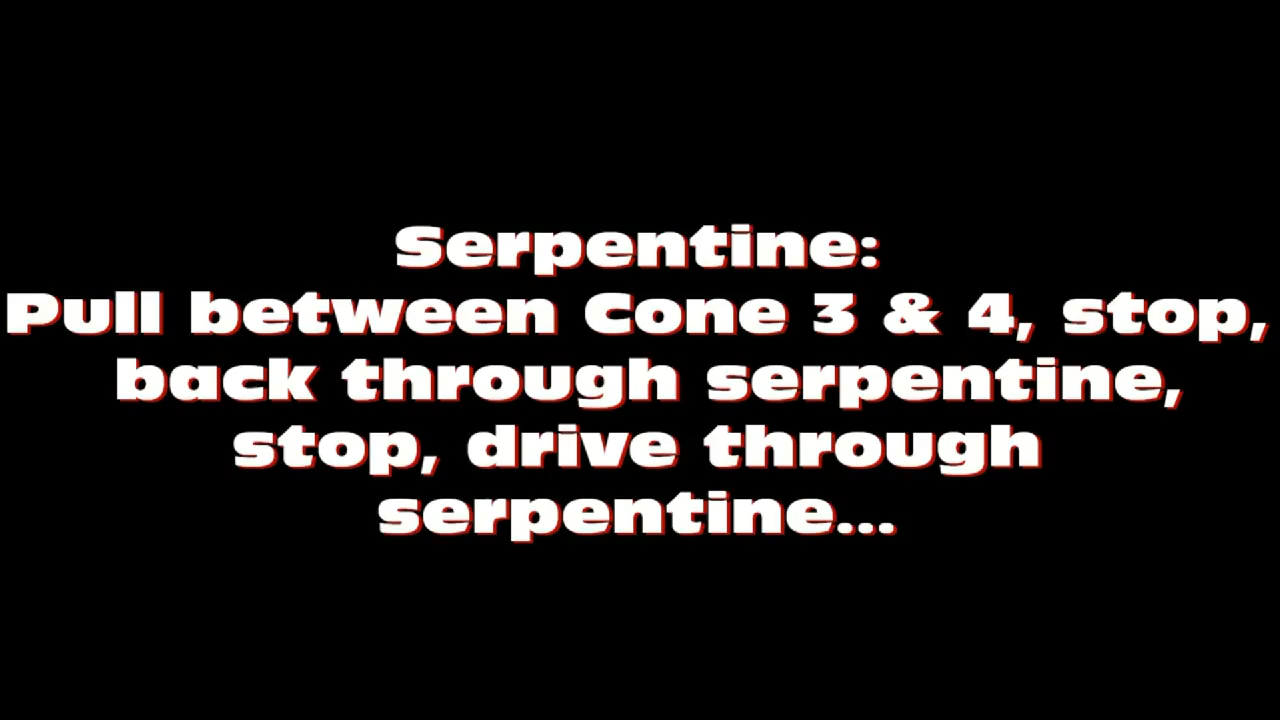 Serpentine:
Pull between Cone 3 & 4, stop,
back through serpentine,
stop, drive through
serpentine...